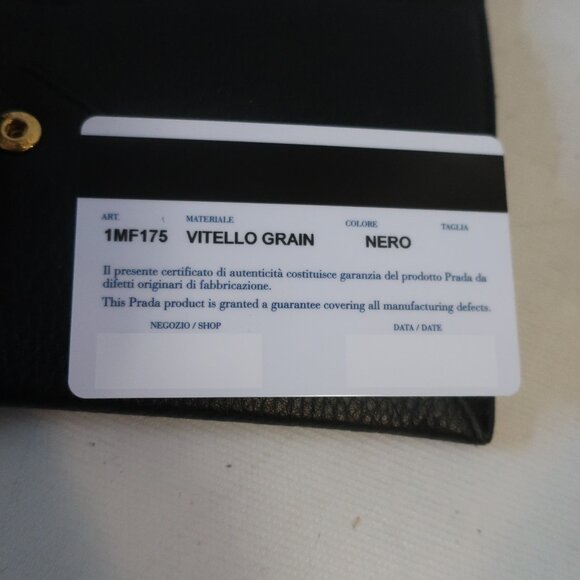 ART. MATERIALE COLORE TAGLIA
1MF175 VITELLO GRAIN NERO
Il presente certificato di autenticità costituisce garanzia del prodotto Prada da
difetti originari di fabbricazione.
This Prada product is granted a guarantee covering all manufacturing defects.
NEGOZIO / SHOP DATA / DATE